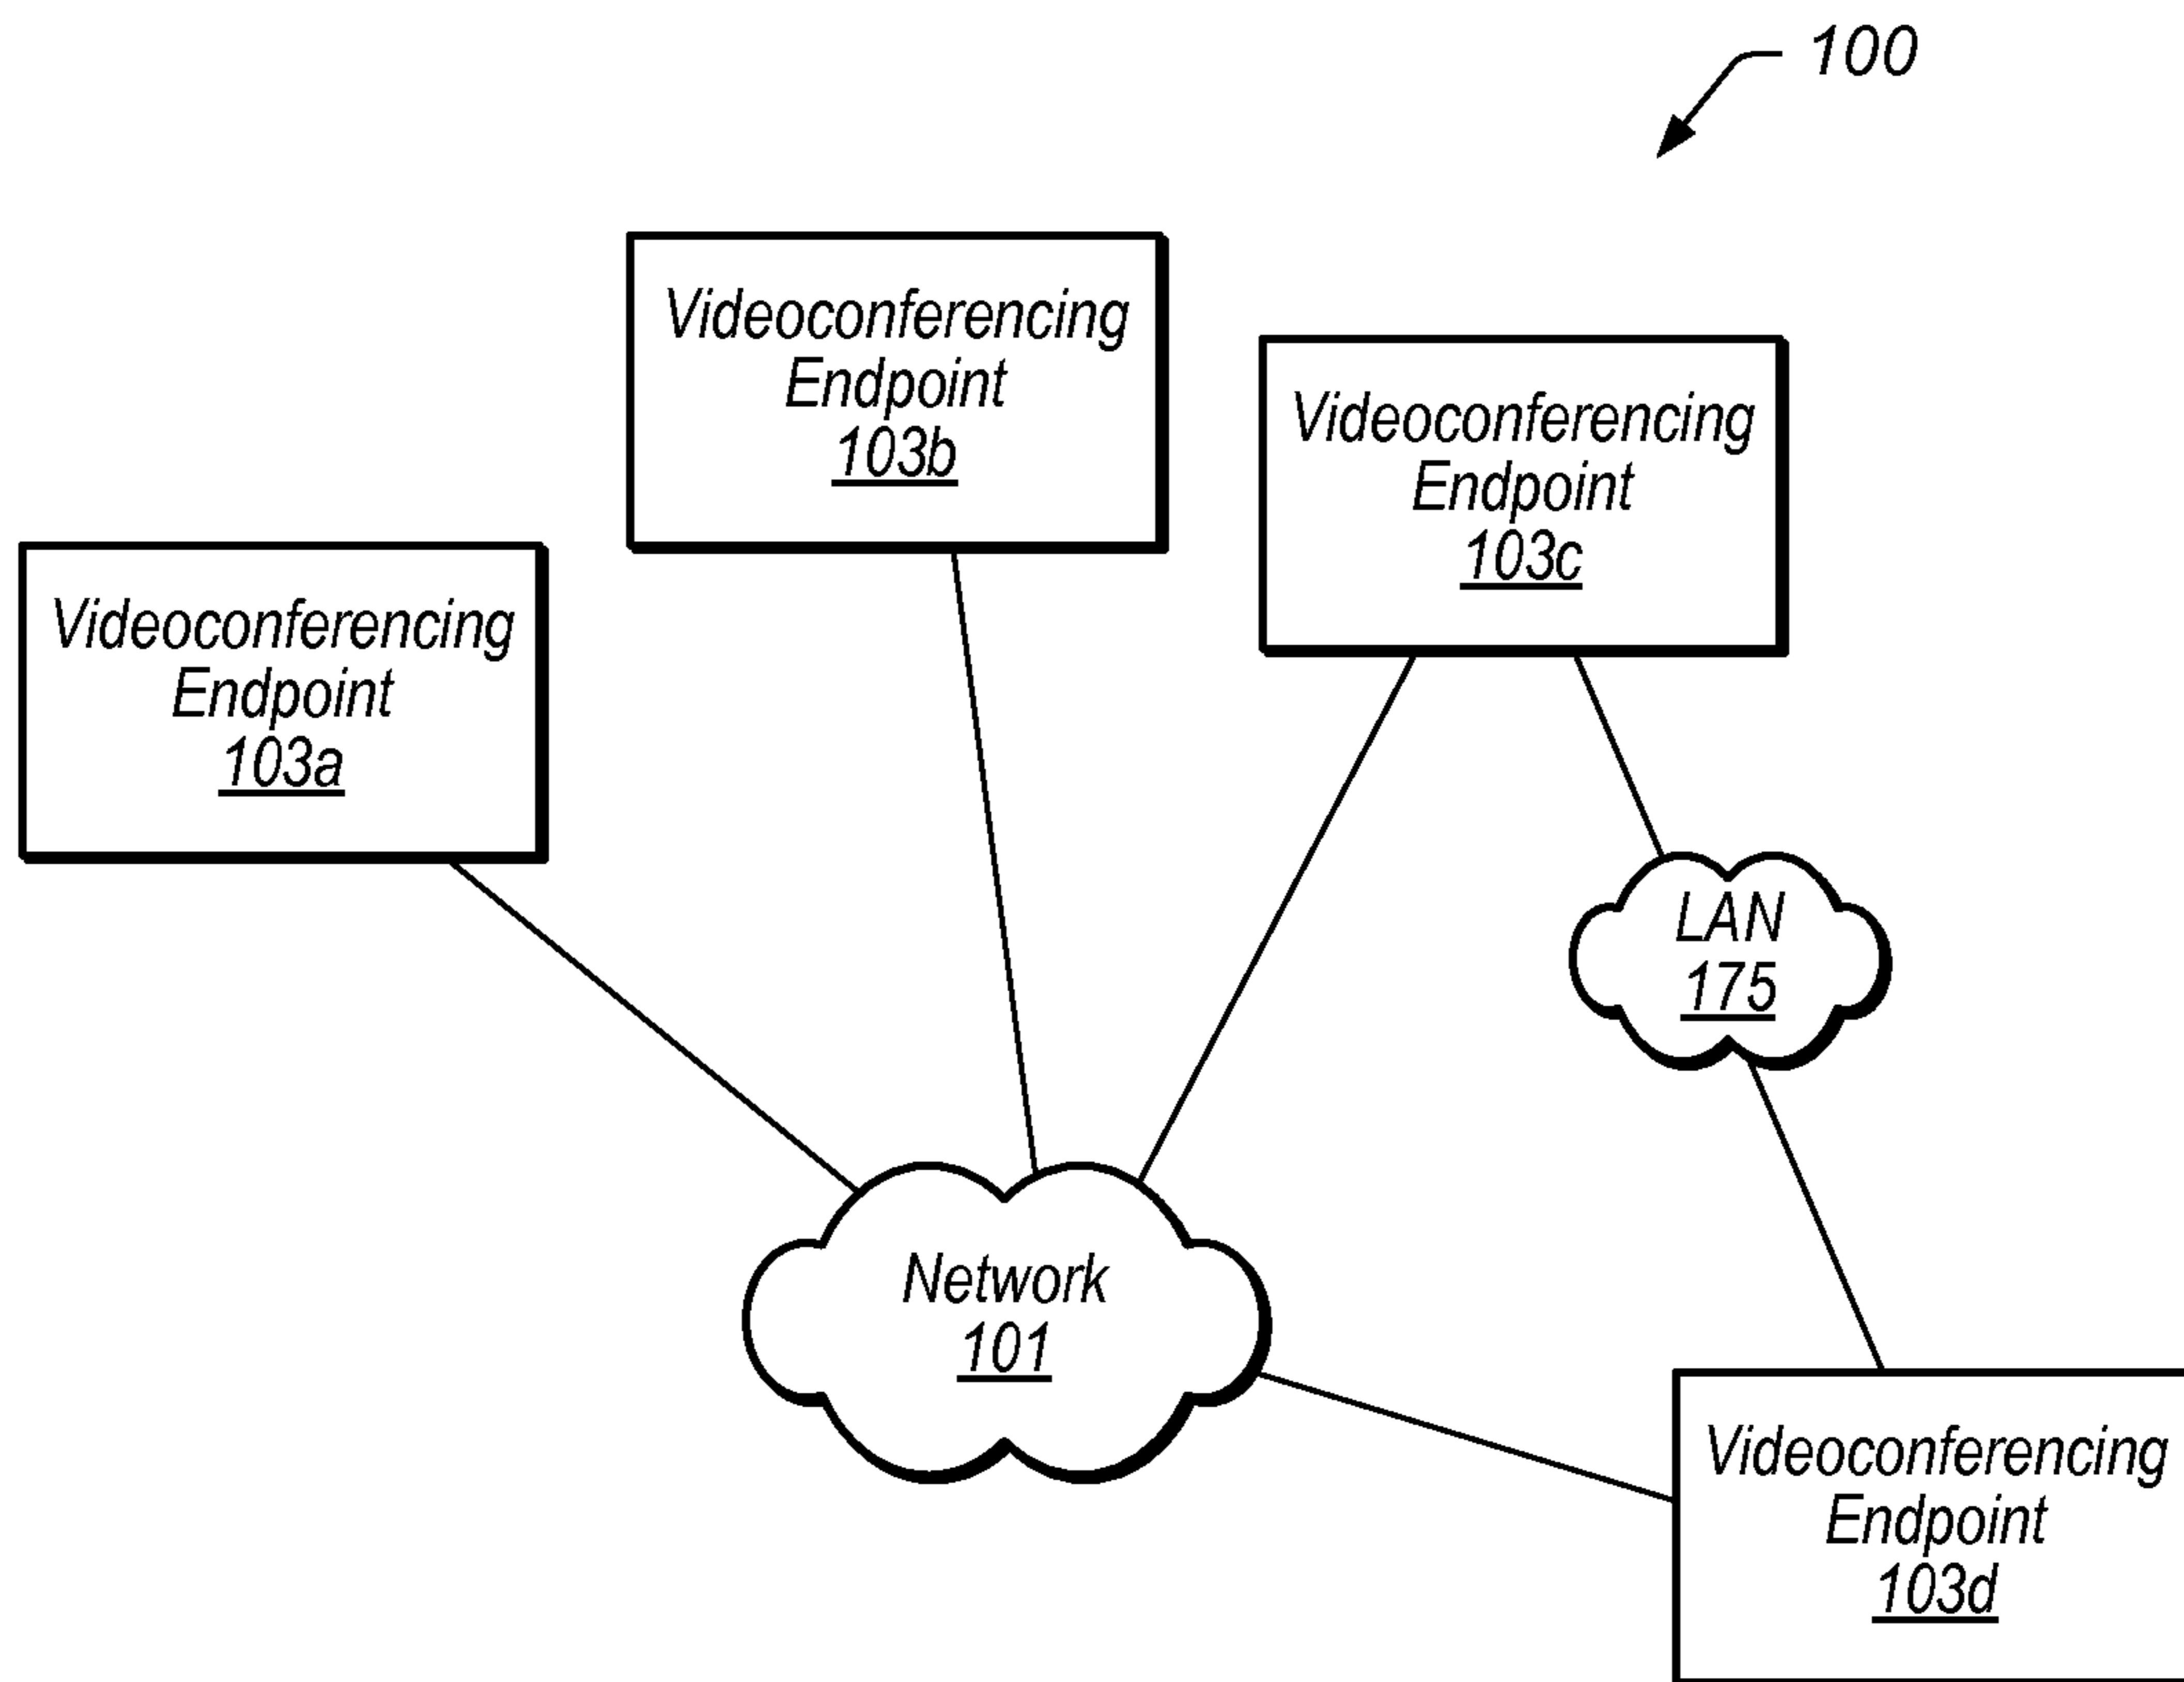 100
Videoconferencing
Endpoint
103b
Videoconferencing
Endpoint
103c
Videoconferencing
Endpoint
103a
LAN
175
Network
101
Videoconferencing
Endpoint
103d